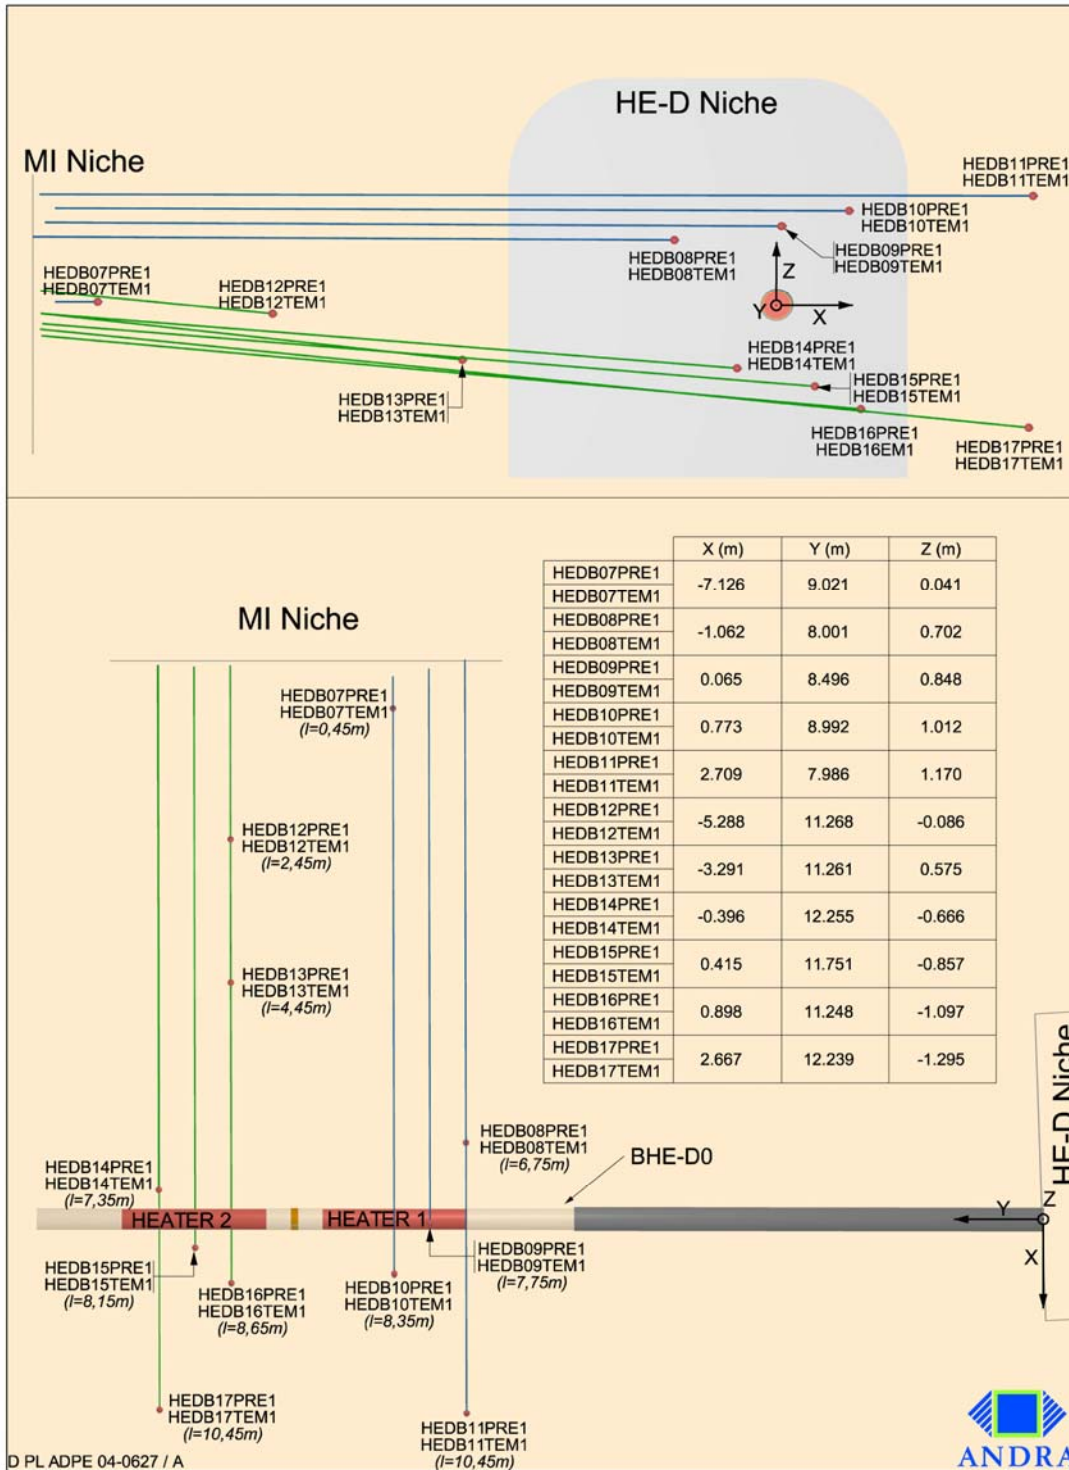 HE-D Niche
MI Niche
HEDB11PRE1
HEDB11TEM1
HEDB10PRE1
HEDB10TEM1
HEDB09PRE1
HEDB09TEM1
HEDB08PRE1
HEDB08TEM1
HEDB07PRE1
HEDB07TEM1
HEDB12PRE1
HEDB12TEM1
Z
Y
X
HEDB14PRE1
HEDB14TEM1
HEDB15PRE1
HEDB15TEM1
HEDB13PRE1
HEDB13TEM1
HEDB16PRE1
HEDB16EM1
HEDB17PRE1
HEDB17TEM1
X (m) Y (m) Z (m)
HEDB07PRE1
HEDB07TEM1
-7.126 9.021 0.041
HEDB08PRE1
HEDB08TEM1
-1.062 8.001 0.702
HEDB09PRE1
HEDB09TEM1
0.065 8.496 0.848
HEDB10PRE1
HEDB10TEM1
0.773 8.992 1.012
HEDB11PRE1
HEDB11TEM1
2.709 7.986 1.170
HEDB12PRE1
HEDB12TEM1
-5.288 11.268 -0.086
HEDB13PRE1
HEDB13TEM1
-3.291 11.261 0.575
HEDB14PRE1
HEDB14TEM1
-0.396 12.255 -0.666
HEDB15PRE1
HEDB15TEM1
0.415 11.751 -0.857
HEDB16PRE1
HEDB16TEM1
0.898 11.248 -1.097
HEDB17PRE1
HEDB17TEM1
2.667 12.239 -1.295
MI Niche
HEDB07PRE1
HEDB07TEM1
(l=0,45m)
HEDB12PRE1
HEDB12TEM1
(l=2,45m)
HEDB13PRE1
HEDB13TEM1
(l=4,45m)
HEDB08PRE1
HEDB08TEM1
(l=6,75m)
BHE-D0
HE-D Niche
HEDB14PRE1
HEDB14TEM1
(l=7,35m)
HEATER 2
HEATER 1
Y
Z
X
HEDB09PRE1
HEDB09TEM1
(l=7,75m)
HEDB15PRE1
HEDB15TEM1
(l=8,15m)
HEDB16PRE1
HEDB16TEM1
(l=8,65m)
HEDB10PRE1
HEDB10TEM1
(l=8,35m)
HEDB17PRE1
HEDB17TEM1
(l=10,45m)
HEDB11PRE1
HEDB11TEM1
(l=10,45m)
ANDRA
D PL ADPE 04-0627 / A